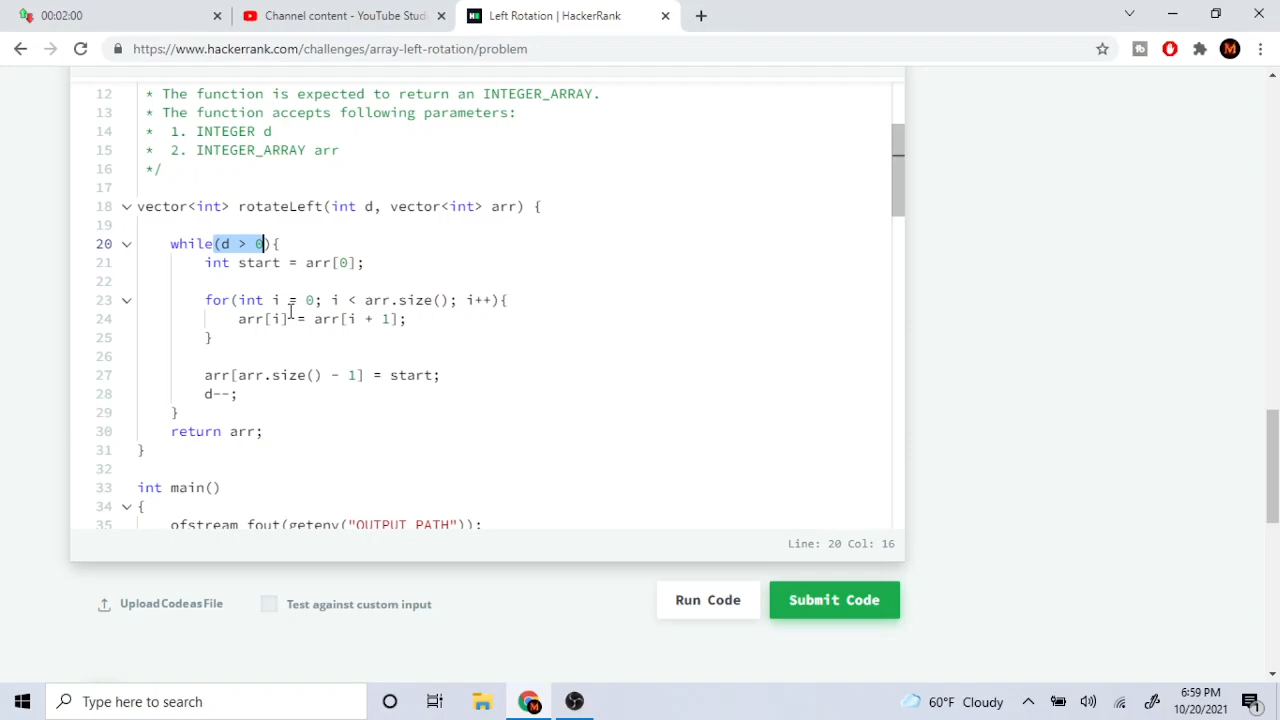 00:02:00
Channel content - YouTube Studi
Left Rotation | HackerRank
https://www.hackerrank.com/challenges/array-left-rotation/problem
12 * The function is expected to return an INTEGER_ARRAY.
13 * The function accepts following parameters:
14 * 1. INTEGER d
15 * 2. INTEGER_ARRAY arr
16 */
17
18 vector<int> rotateLeft(int d, vector<int> arr) {
19
20 while(d > 0){
21 int start = arr[0];
22
23 for(int i = 0; i < arr.size(); i++){
24 arr[i] = arr[i + 1];
25 }
26
27 arr[arr.size() - 1] = start;
28 d--;
29 }
30 return arr;
31 }
32
33 int main()
34 {
35 ofstream fout(getenv("OUTPUT_PATH"));
Line: 20 Col: 16
Upload Code as File
Test against custom input
Run Code
Submit Code
Type here to search
60°F Cloudy
6:59 PM
10/20/2021